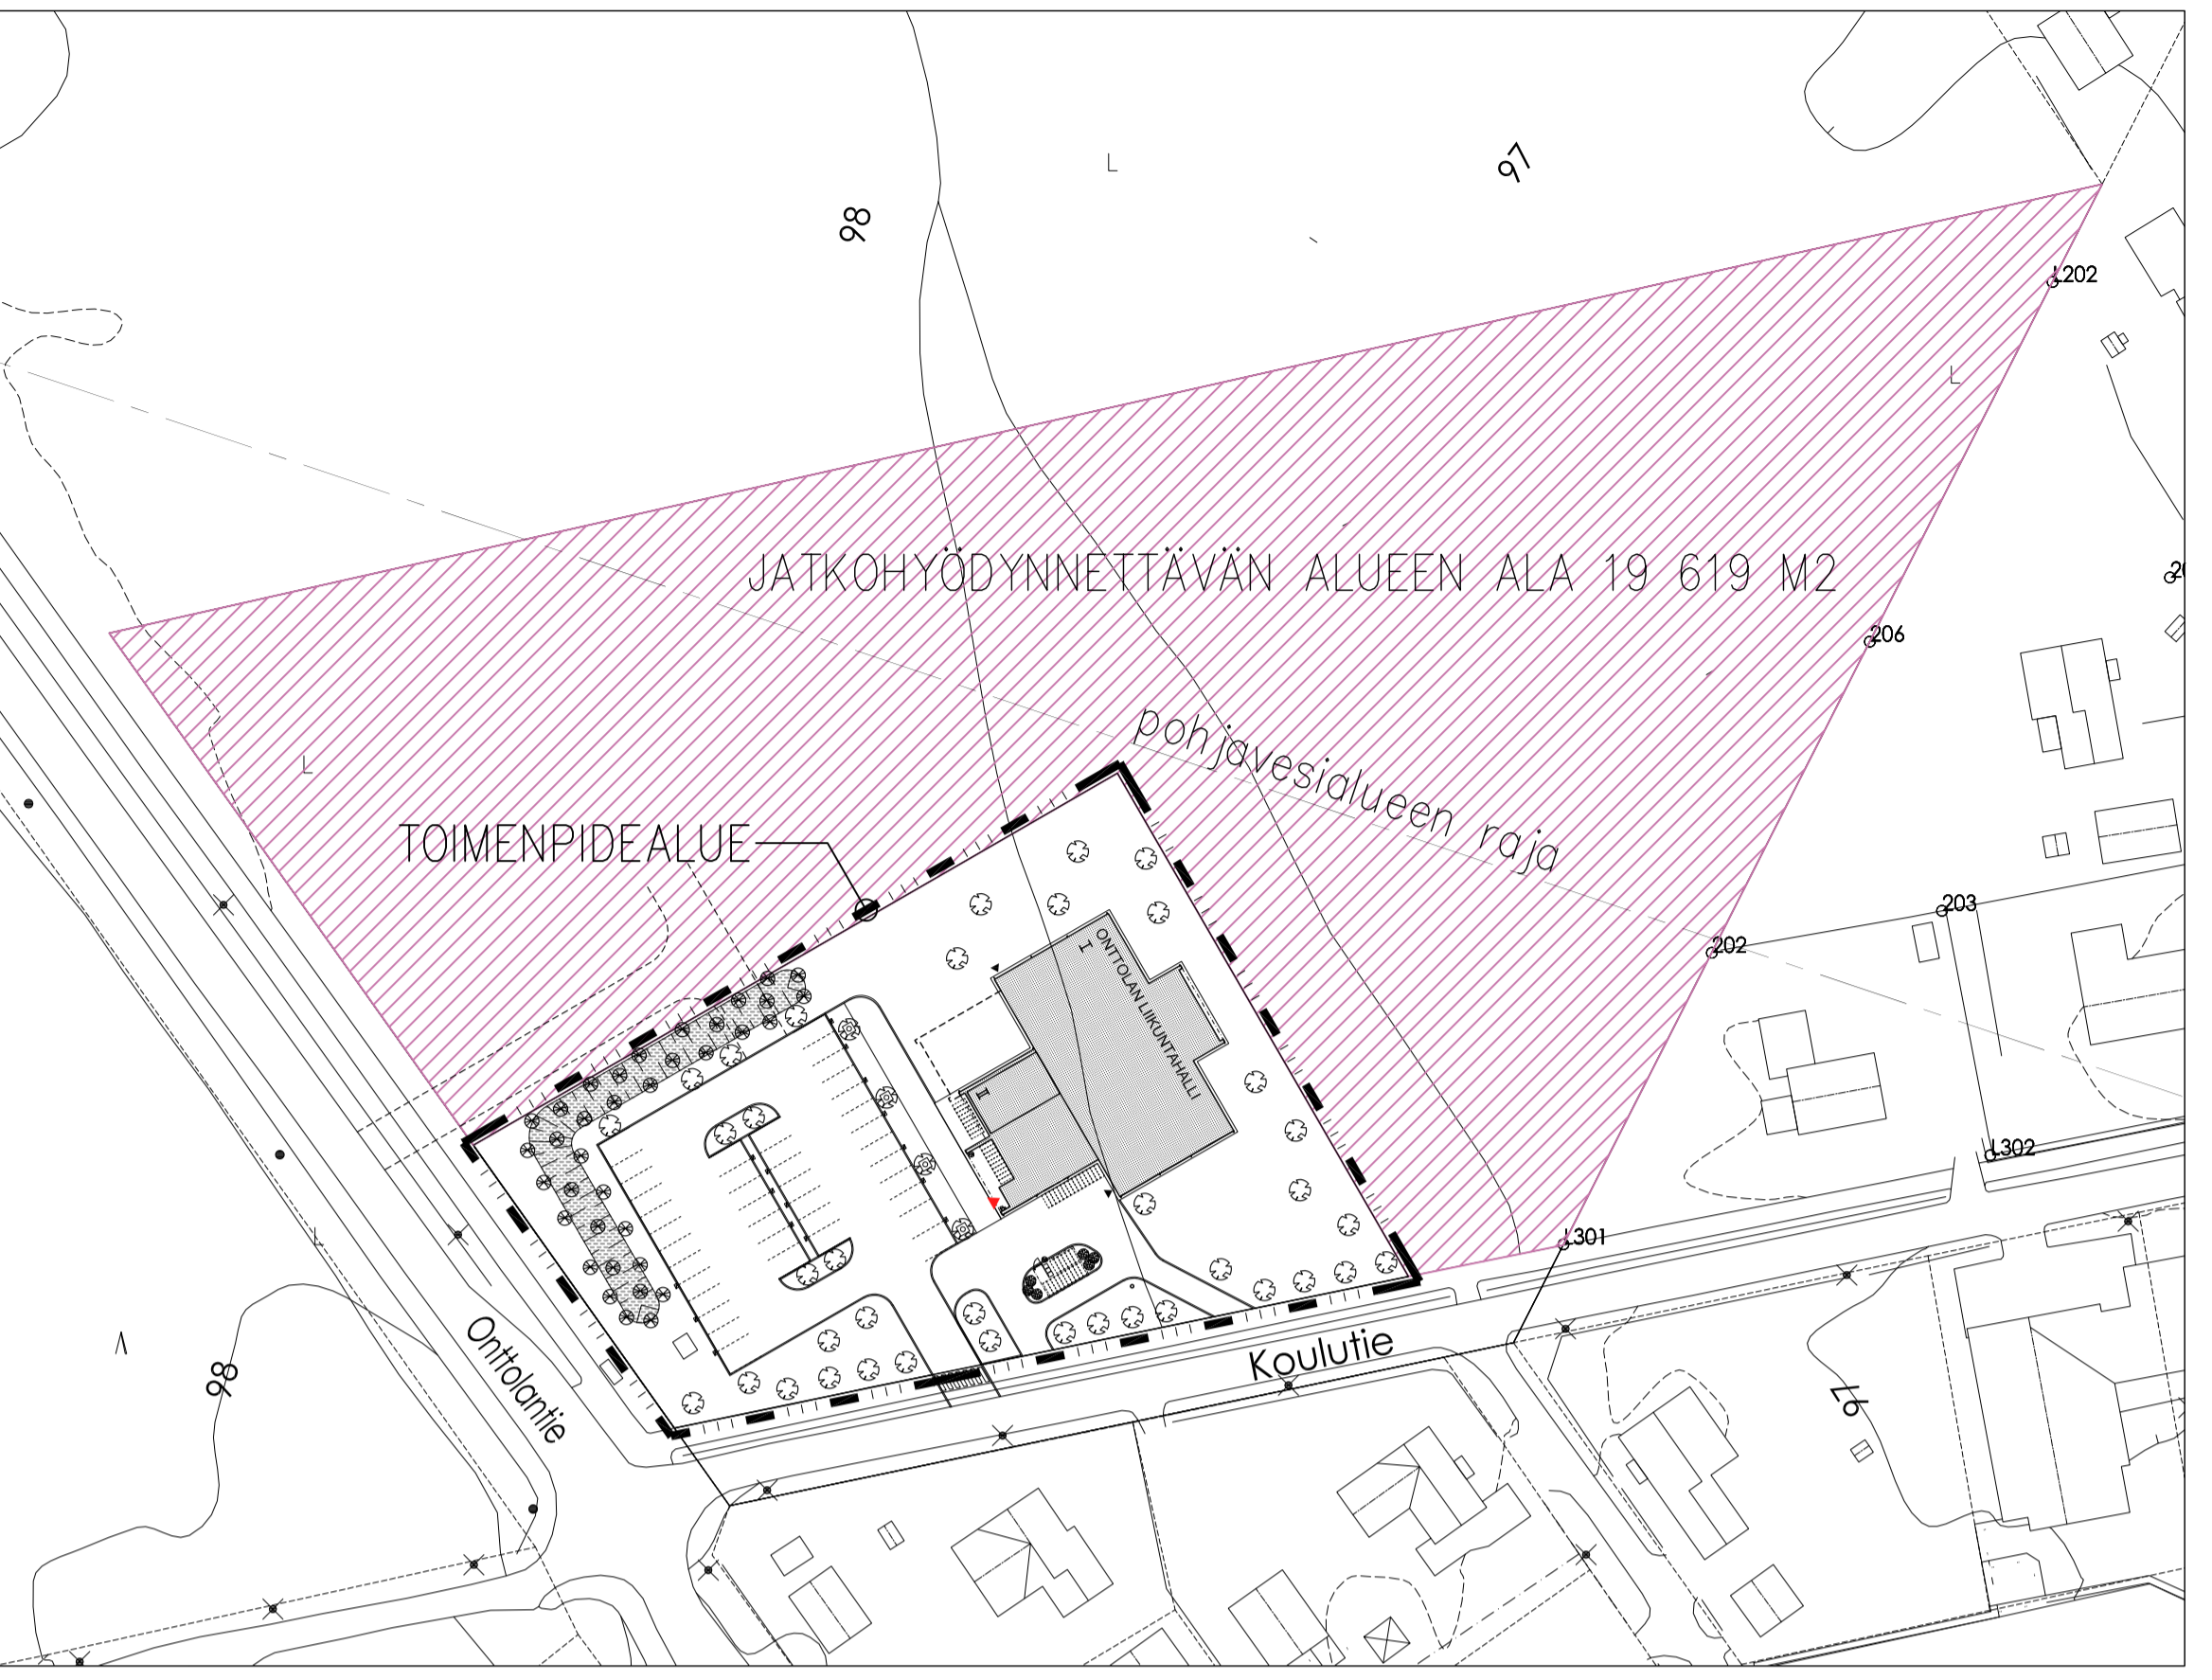 97
98
L202
JATKOHYÖDYNNETTÄVÄN ALUEEN ALA 19 619 M2
206
pohjavesialueen raja
TOIMENPIDEALUE
203
202
I
ONTTOLAN LIIKUNTAHALLI
II
L302
L301
Onttolantie
Koulutie
98
97